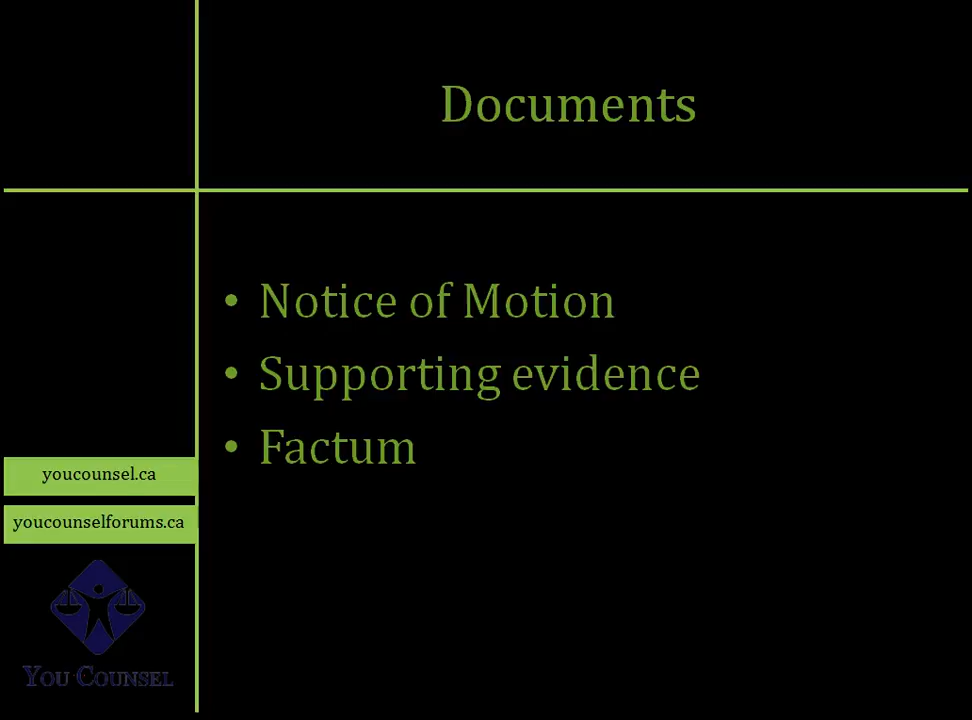 Documents
• Notice of Motion
• Supporting evidence
• Factum
youcounsel.ca
youcounselforums.ca
YOU COUNSEL